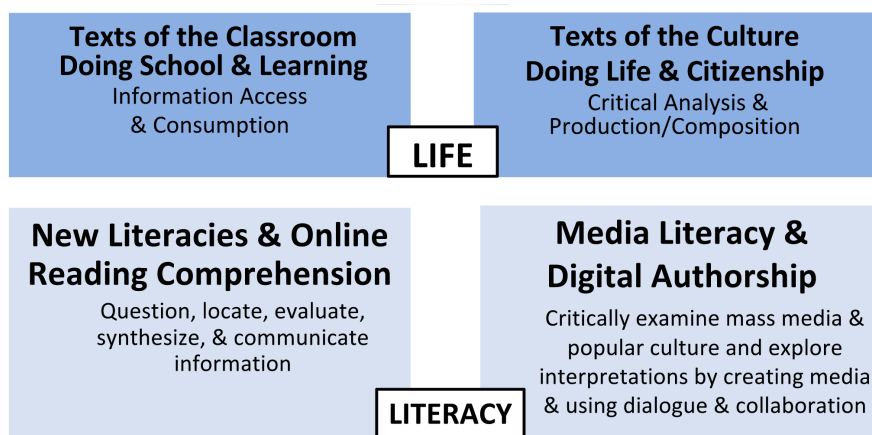 Texts of the Classroom
Doing School & Learning
Information Access
& Consumption
Texts of the Culture
Doing Life & Citizenship
Critical Analysis &
Production/Composition
LIFE
New Literacies & Online
Reading Comprehension
Question, locate, evaluate,
synthesize, & communicate
information
Media Literacy &
Digital Authorship
Critically examine mass media &
popular culture and explore
interpretations by creating media
& using dialogue & collaboration
LITERACY